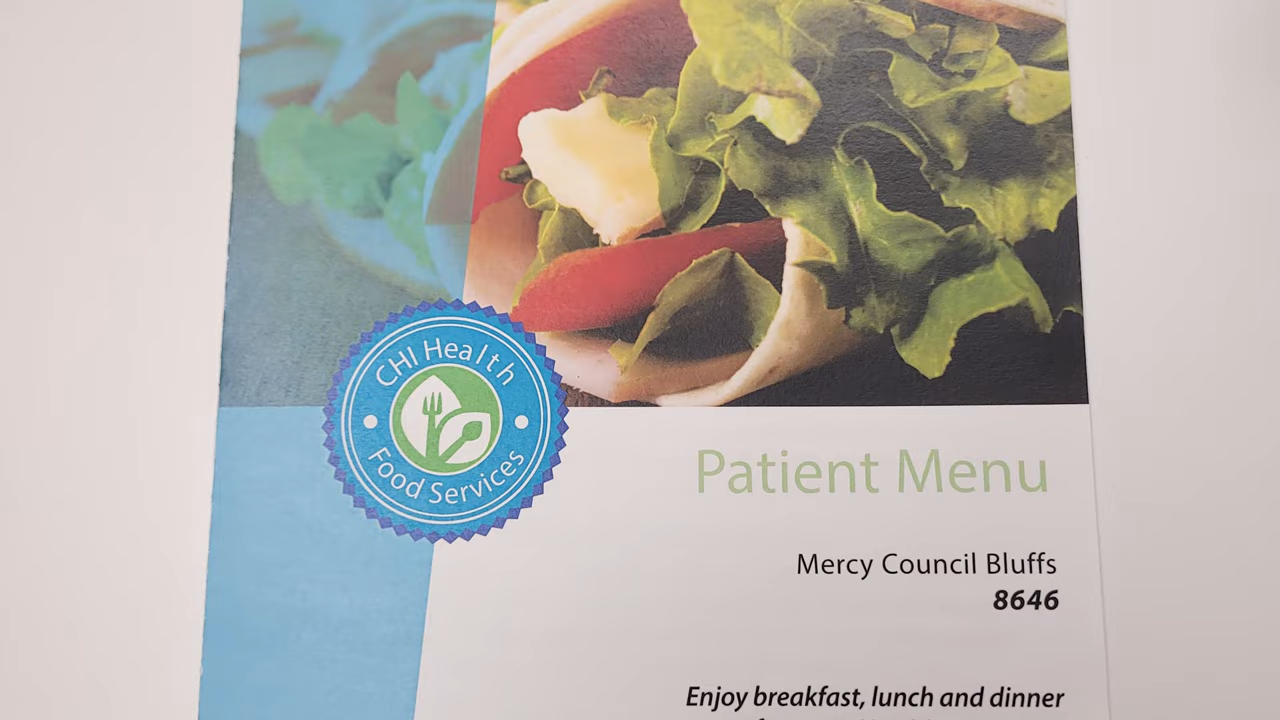 CHI Health
Food Services
Patient Menu
Mercy Council Bluffs
8646
Enjoy breakfast, lunch and dinner